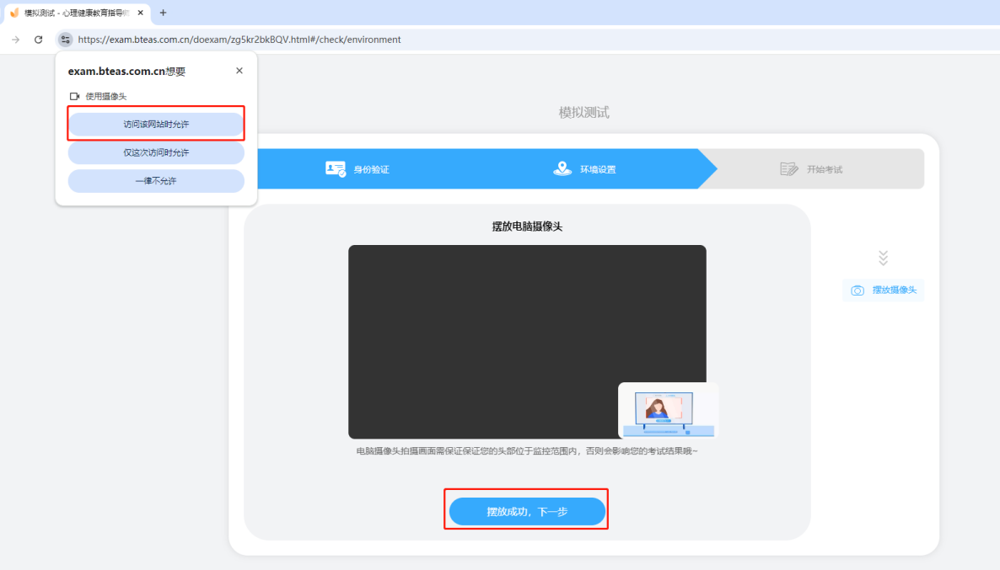 模拟测试 - 心理健康教育指导师
https://exam.bteas.com.cn/doexam/zg5kr2bkBQV.html#/check/environment
exam.bteas.com.cn想要
使用摄像头
访问该网站时允许
仅这次访问时允许
一律不允许
模拟测试
身份验证
环境设置
开始考试
摆放电脑摄像头
摆放摄像头
电脑摄像头拍摄画面需保证保证您的头部位于监控范围内，否则会影响您的考试结果哦~
摆放成功，下一步